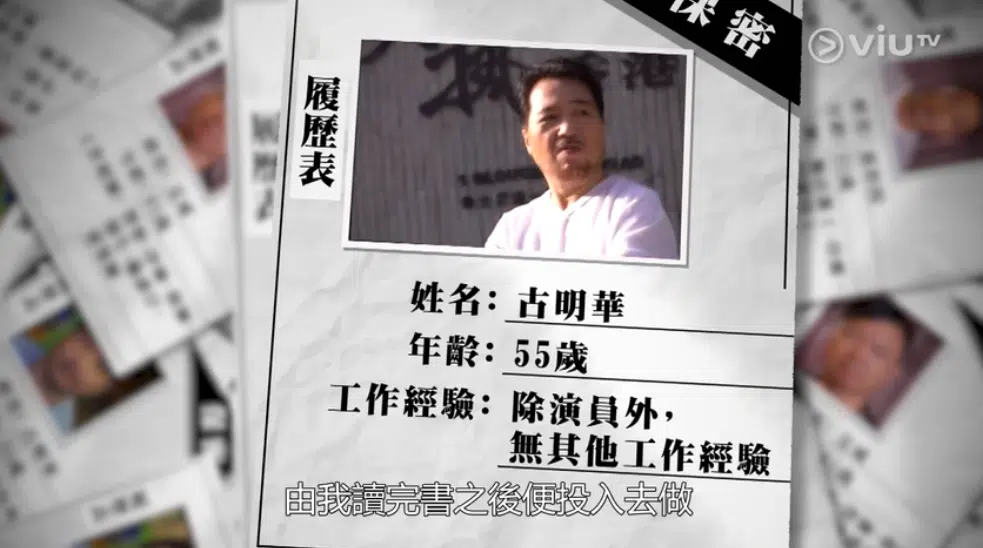 保密
VIUTV
履歷表
港
姓名：古明華
年齡：55歲
工作經驗：除演員外，
無其他工作經驗
由我讀完書之後便投入去做